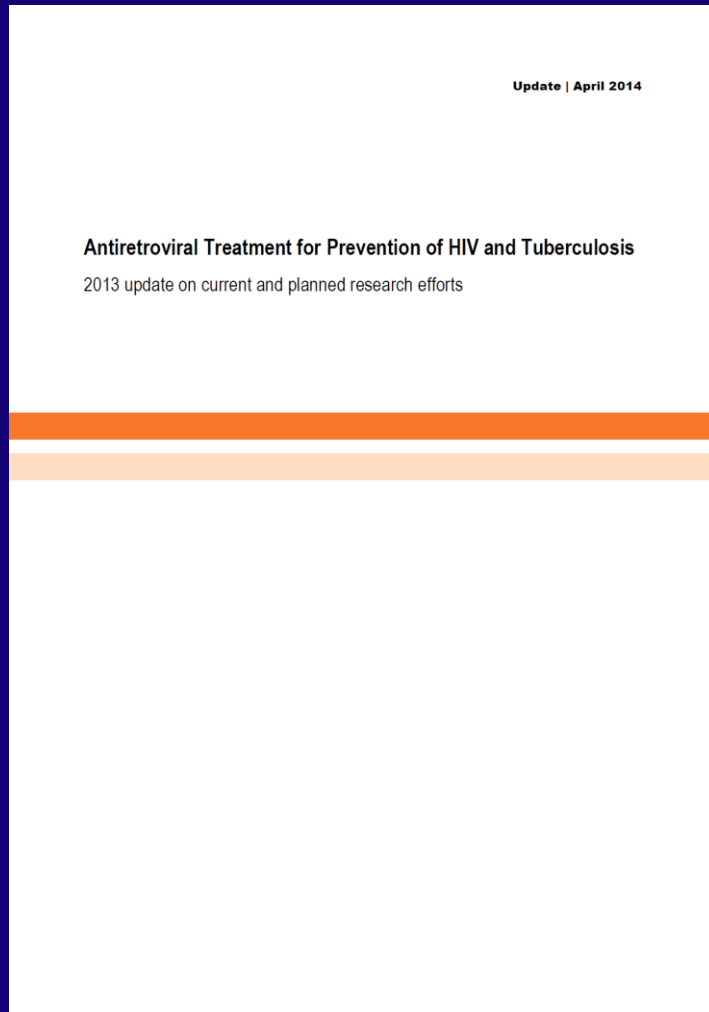 Update | April 2014
Antiretroviral Treatment for Prevention of HIV and Tuberculosis
2013 update on current and planned research efforts